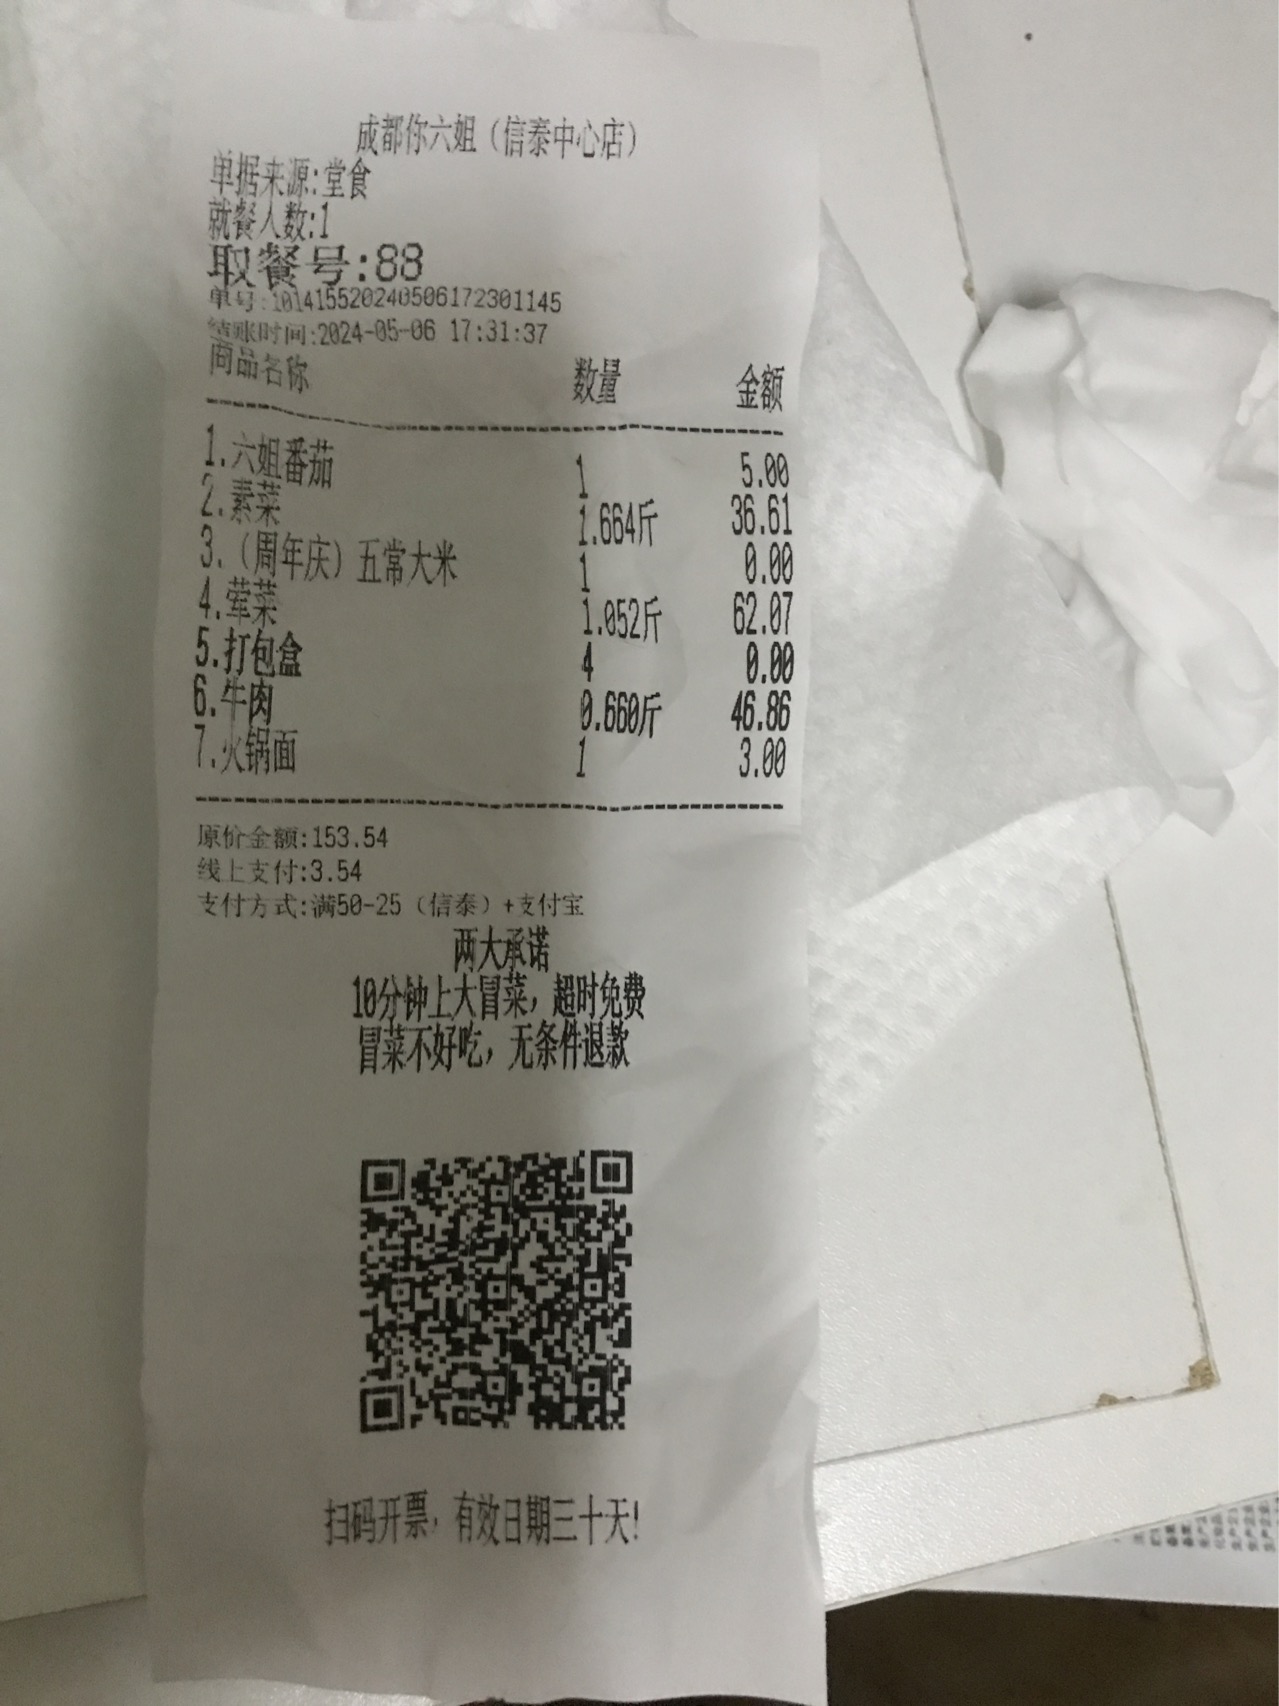 成都你六姐（信泰中心店）
单据来源:堂食
就餐人数:1
取餐号:88
单号:101415520240506172301145
结账时间:2024-05-06 17:31:37
商品名称 数量 金额
1.六姐番茄 1 5.00
2.素菜 1.664斤 36.61
3.（周年庆）五常大米 1 0.00
4.荤菜 1.052斤 62.07
5.打包盒 4 0.00
6.牛肉 0.660斤 46.86
7.火锅面 1 3.00
原价金额:153.54
线上支付:3.54
支付方式:满50-25（信泰）+支付宝
两大承诺
10分钟上大冒菜，超时免费
冒菜不好吃，无条件退款
扫码开票，有效日期三十天!